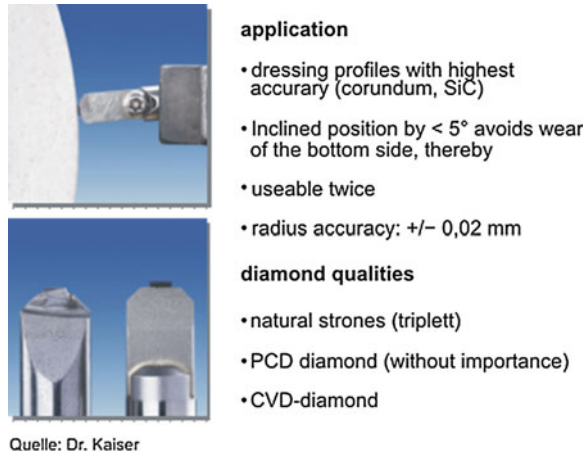 application
• dressing profiles with highest
accurary (corundum, SiC)
• Inclined position by < 5° avoids wear
of the bottom side, thereby
• useable twice
• radius accuracy: +/− 0,02 mm
diamond qualities
• natural strones (triplett)
• PCD diamond (without importance)
• CVD-diamond
Quelle: Dr. Kaiser